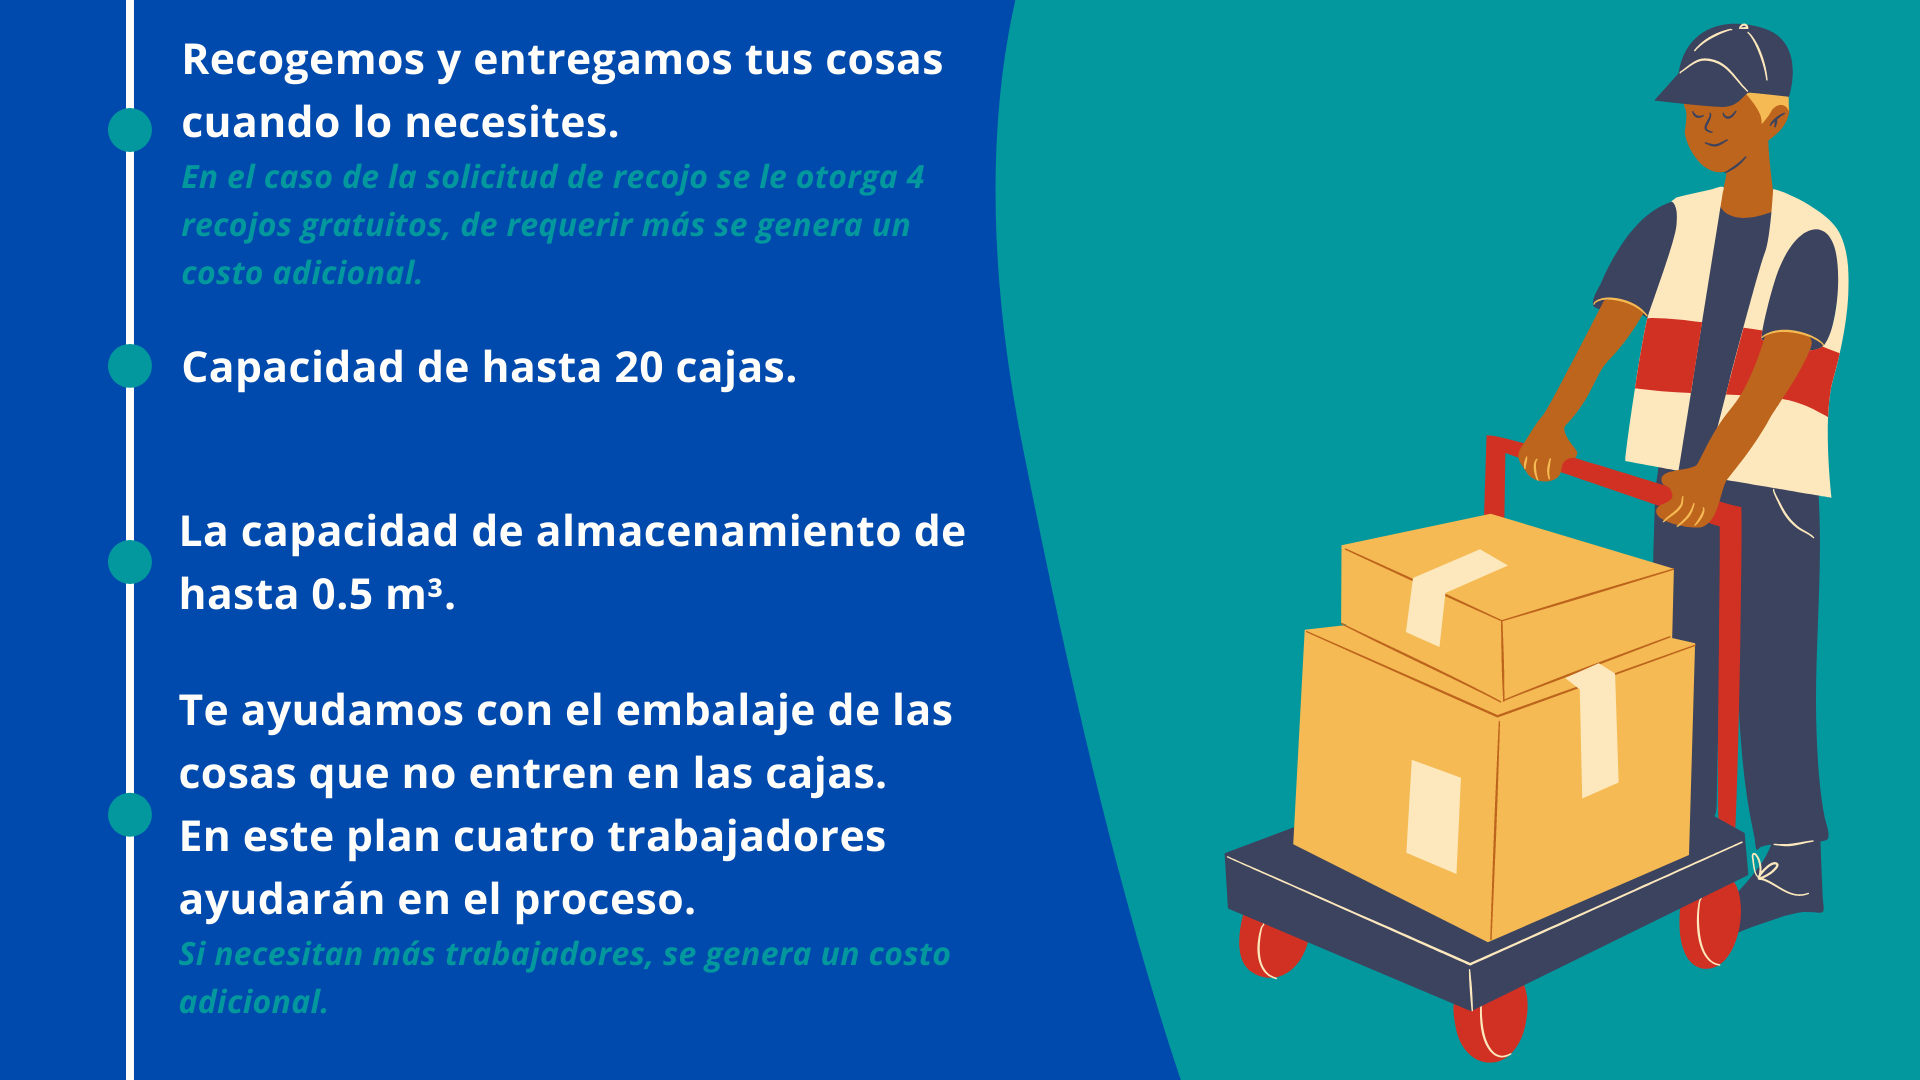 Recogemos y entregamos tus cosas
cuando lo necesites.
En el caso de la solicitud de recojo se le otorga 4
recojos gratuitos, de requerir más se genera un
costo adicional.
Capacidad de hasta 20 cajas.
La capacidad de almacenamiento de
hasta 0.5 m³.
Te ayudamos con el embalaje de las
cosas que no entren en las cajas.
En este plan cuatro trabajadores
ayudarán en el proceso.
Si necesitan más trabajadores, se genera un costo
adicional.